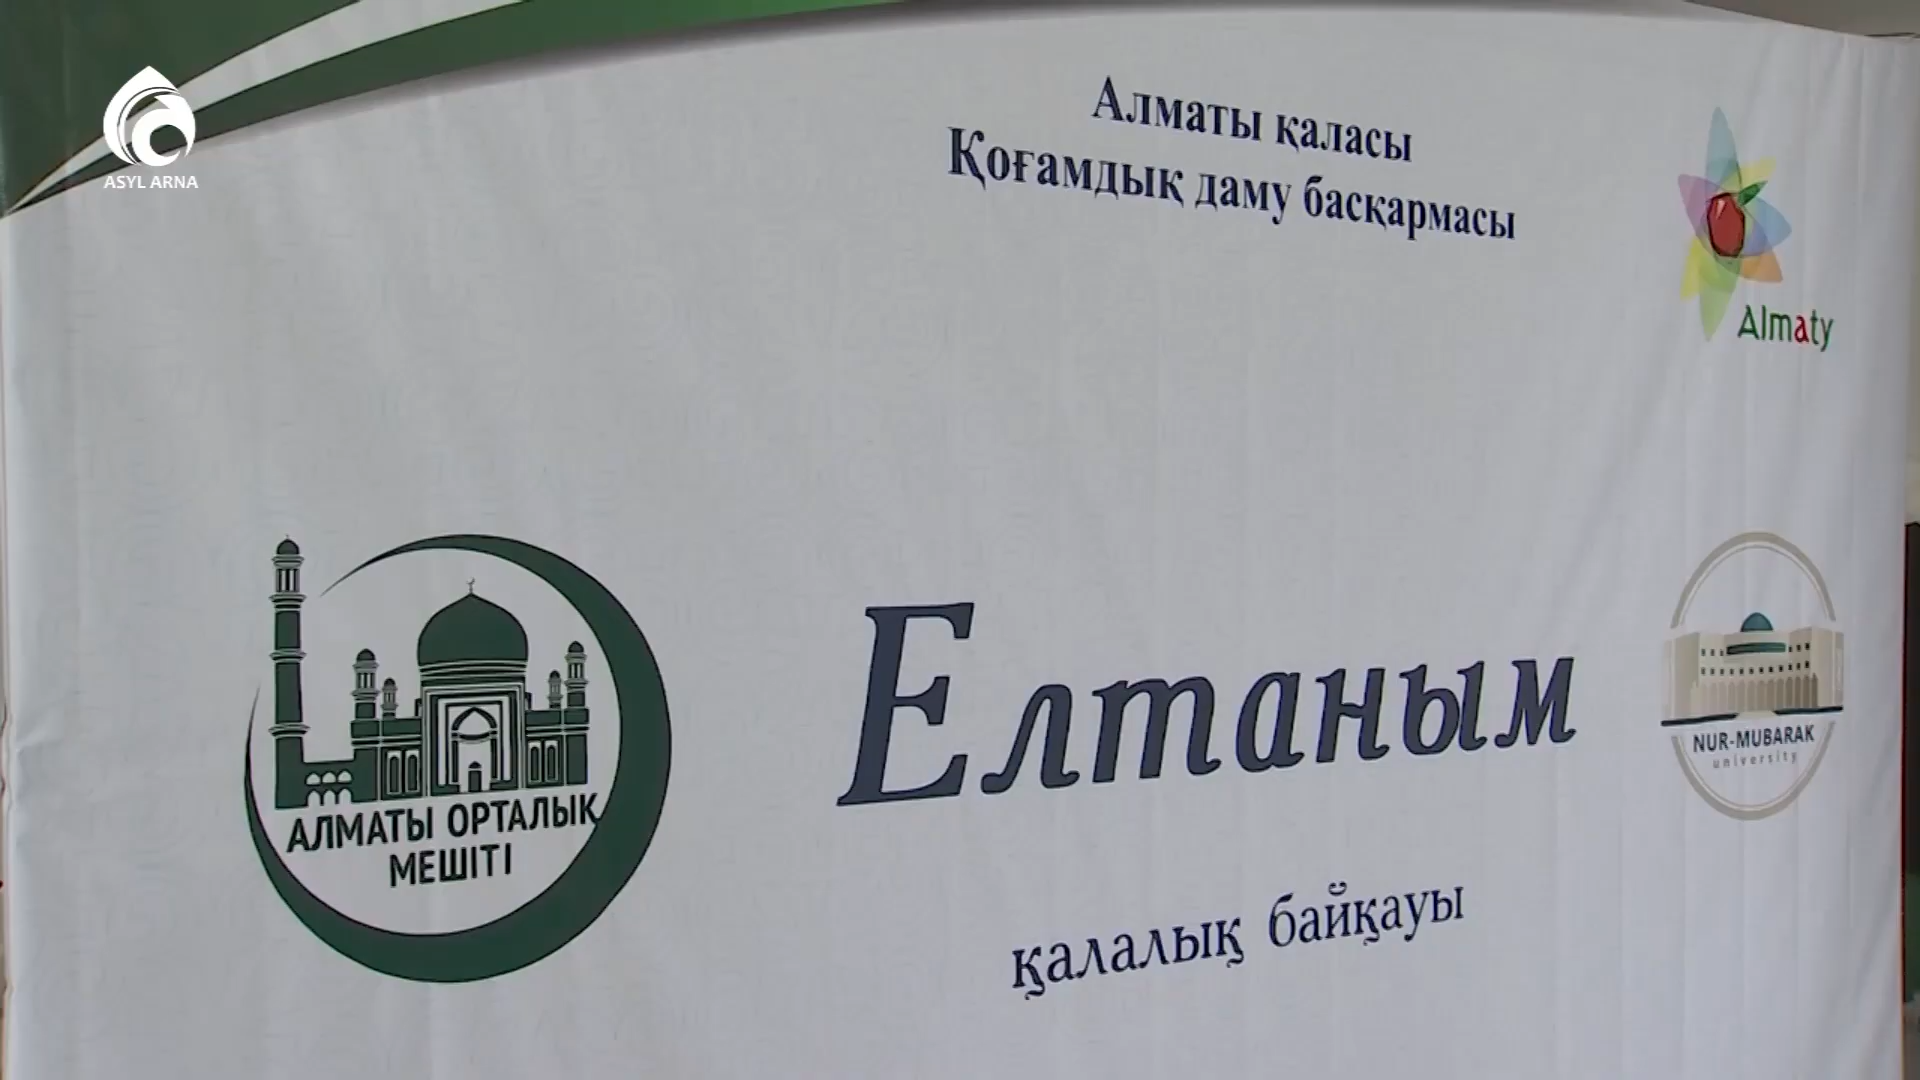 ASYL ARNA
Алматы қаласы
Қоғамдық даму басқармасы
Almaty
АЛМАТЫ ОРТАЛЫҚ
МЕШІТІ
Елтаным
қалалық байқауы
NUR-MUBARAK
university